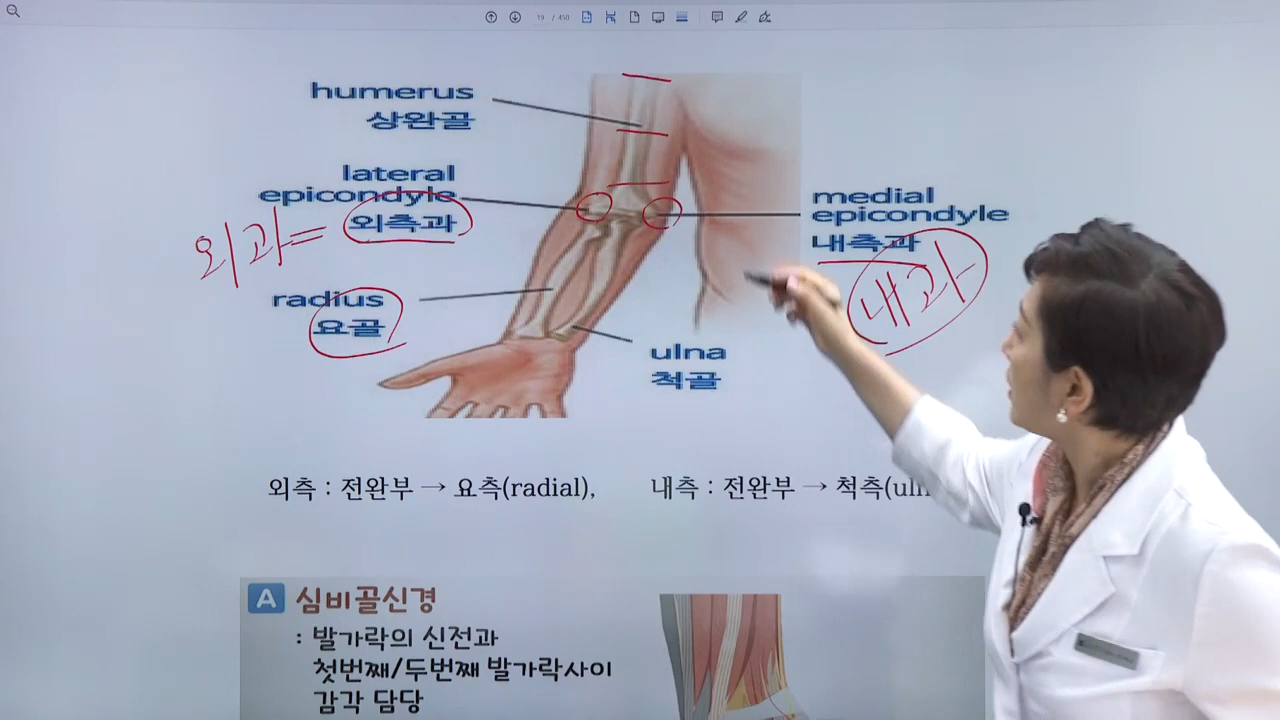 19 / 450
humerus
상완골
lateral
epicondyle
외측과
외과=
medial
epicondyle
내측과
내과
radius
요골
ulna
척골
외측 : 전완부 → 요측(radial),
내측 : 전완부 → 척측(uln
A 심비골신경
: 발가락의 신전과
첫번째/두번째 발가락사이
감각 담당